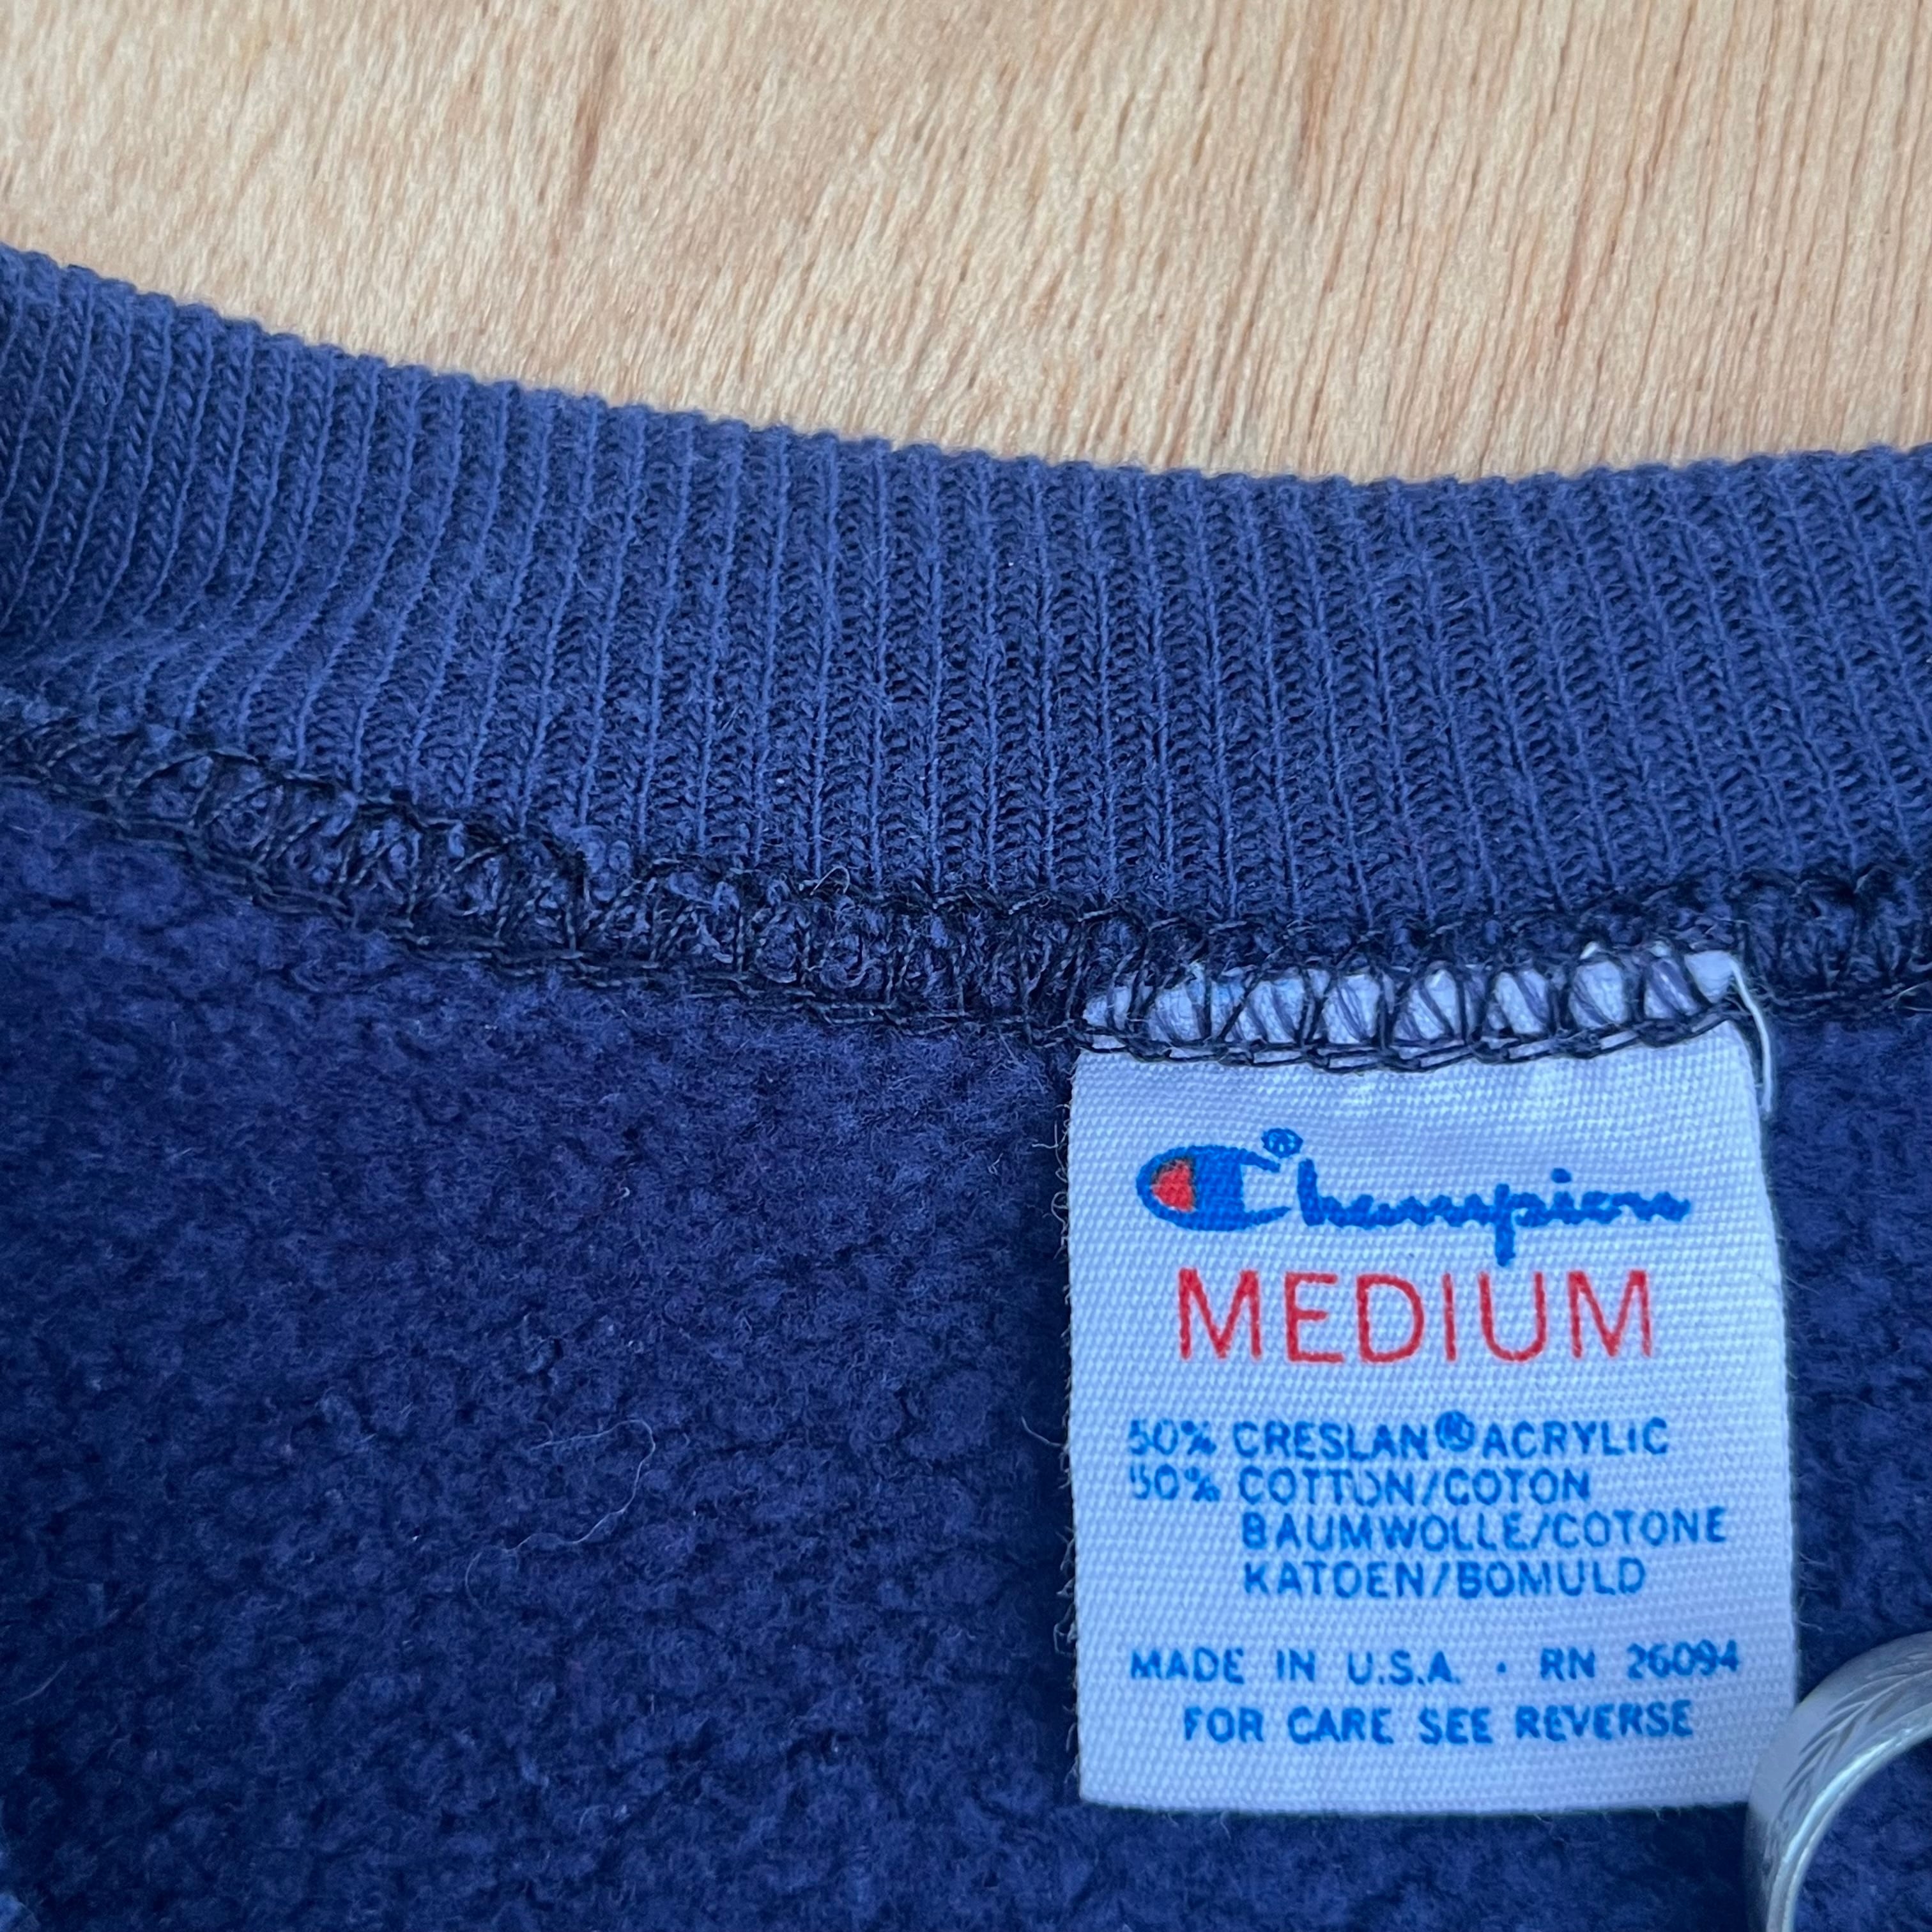 Champion®
MEDIUM
50% CRESLAN® ACRYLIC
50% COTTON/COTON
BAUMWOLLE/COTONE
KATOEN/BOMULD
MADE IN U.S.A. · RN 26094
FOR CARE SEE REVERSE